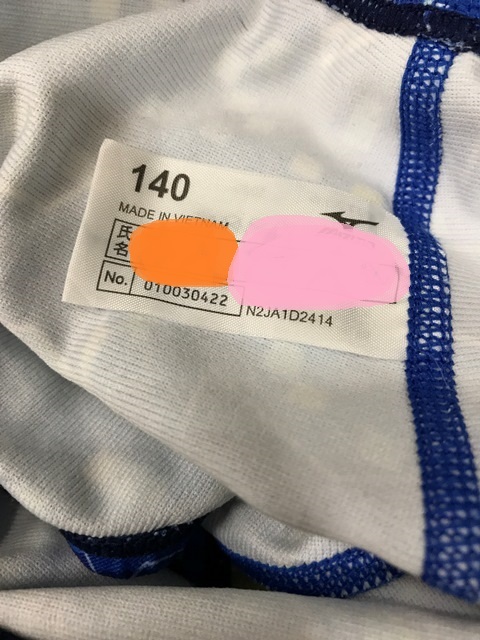 140
MADE IN VIETNAM
氏名
No. 010030422
N2JA1D2414